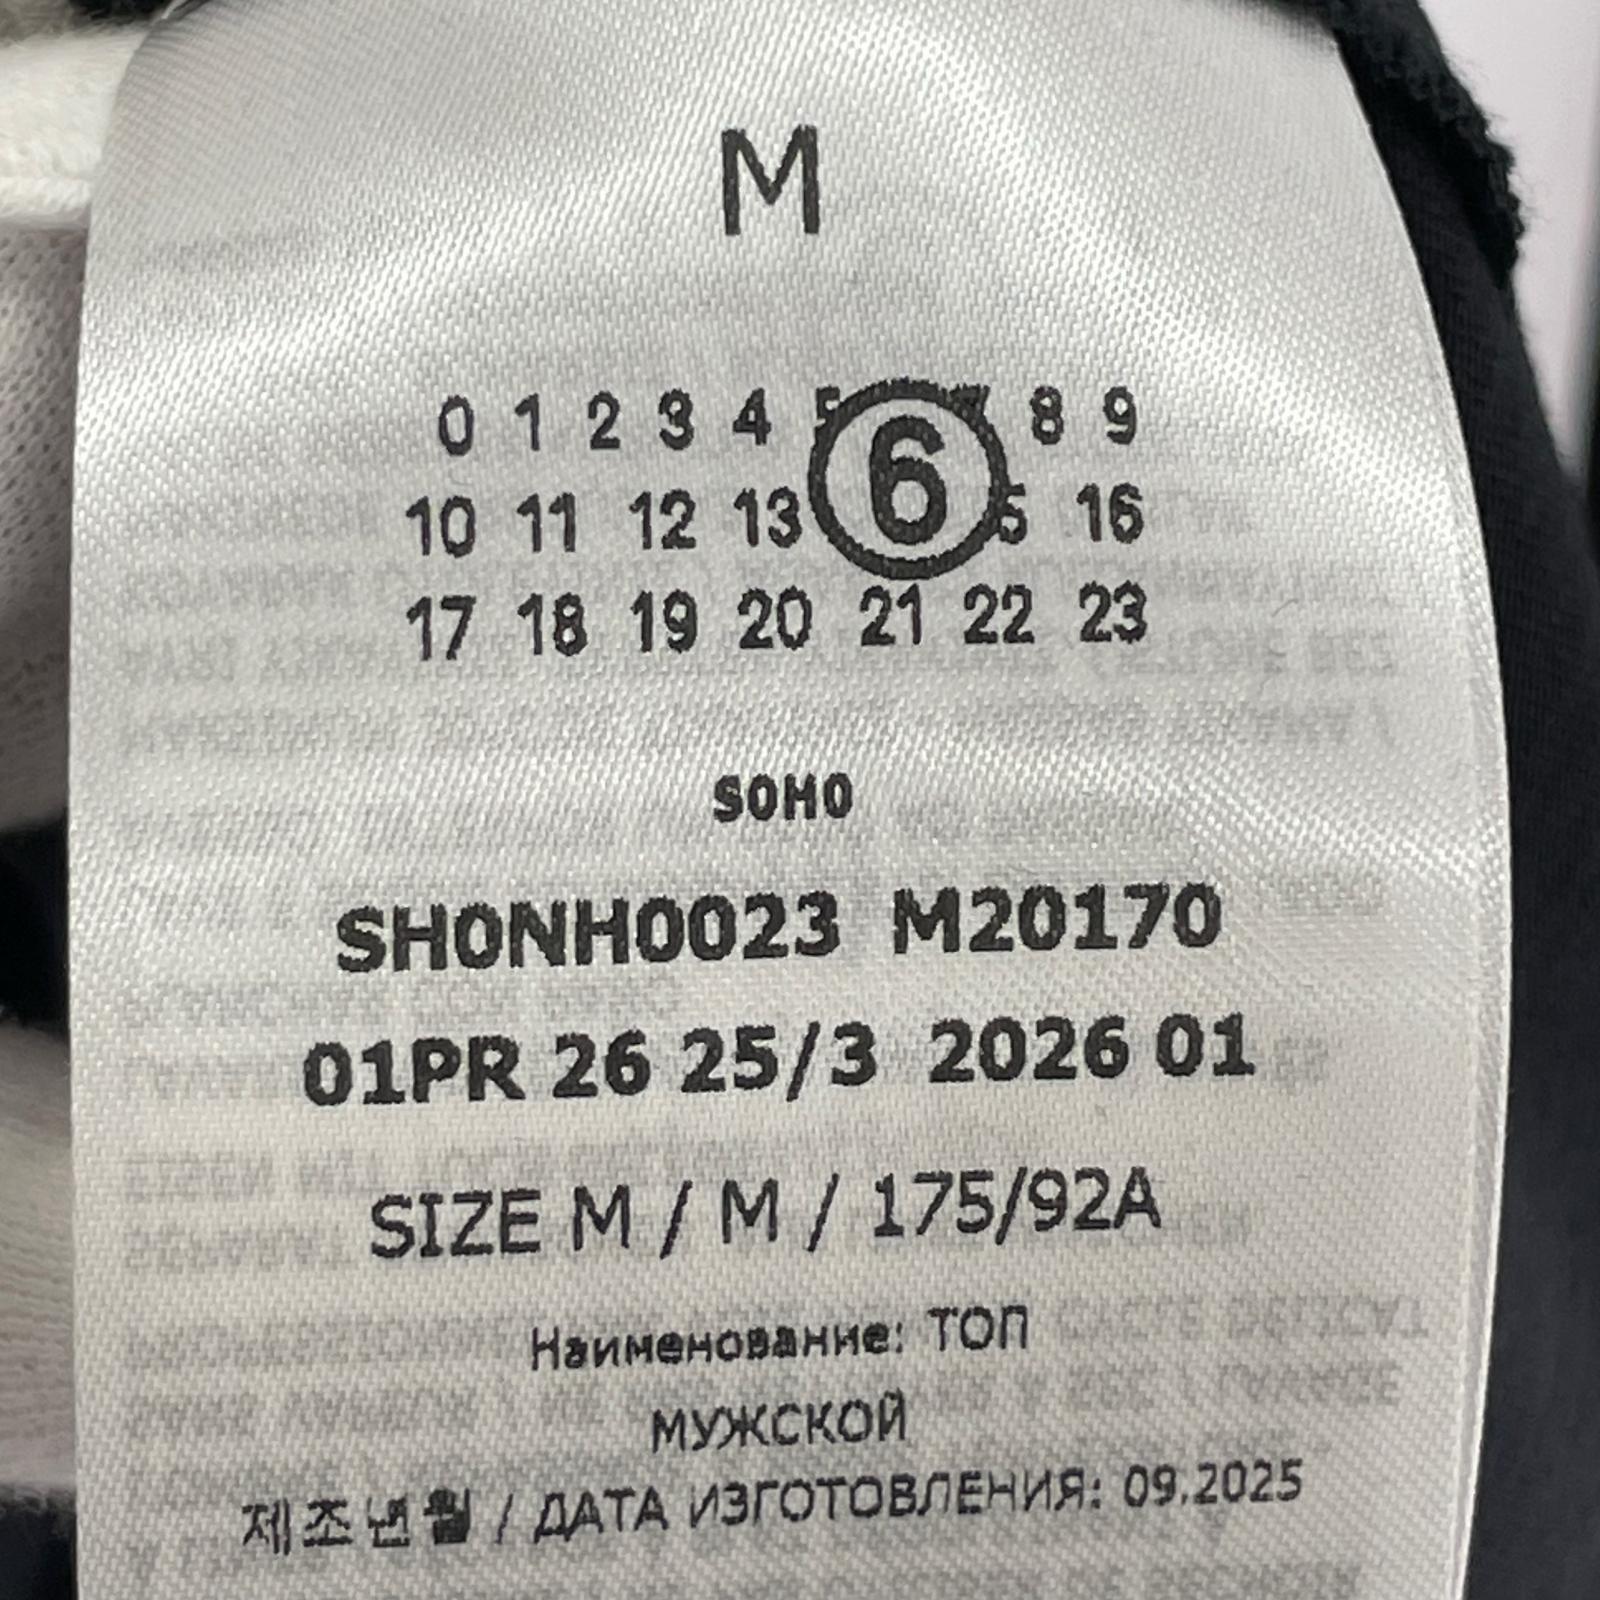 M
0 1 2 3 4 5 7 8 9
10 11 12 13 6 5 16
17 18 19 20 21 22 23
SOHO
SH0NH0023 M20170
01PR 26 25/3 2026 01
SIZE M / M / 175/92A
Наименование: ТОП
МУЖСКОЙ
제조년월 / ДАТА ИЗГОТОВЛЕНИЯ: 09.2025